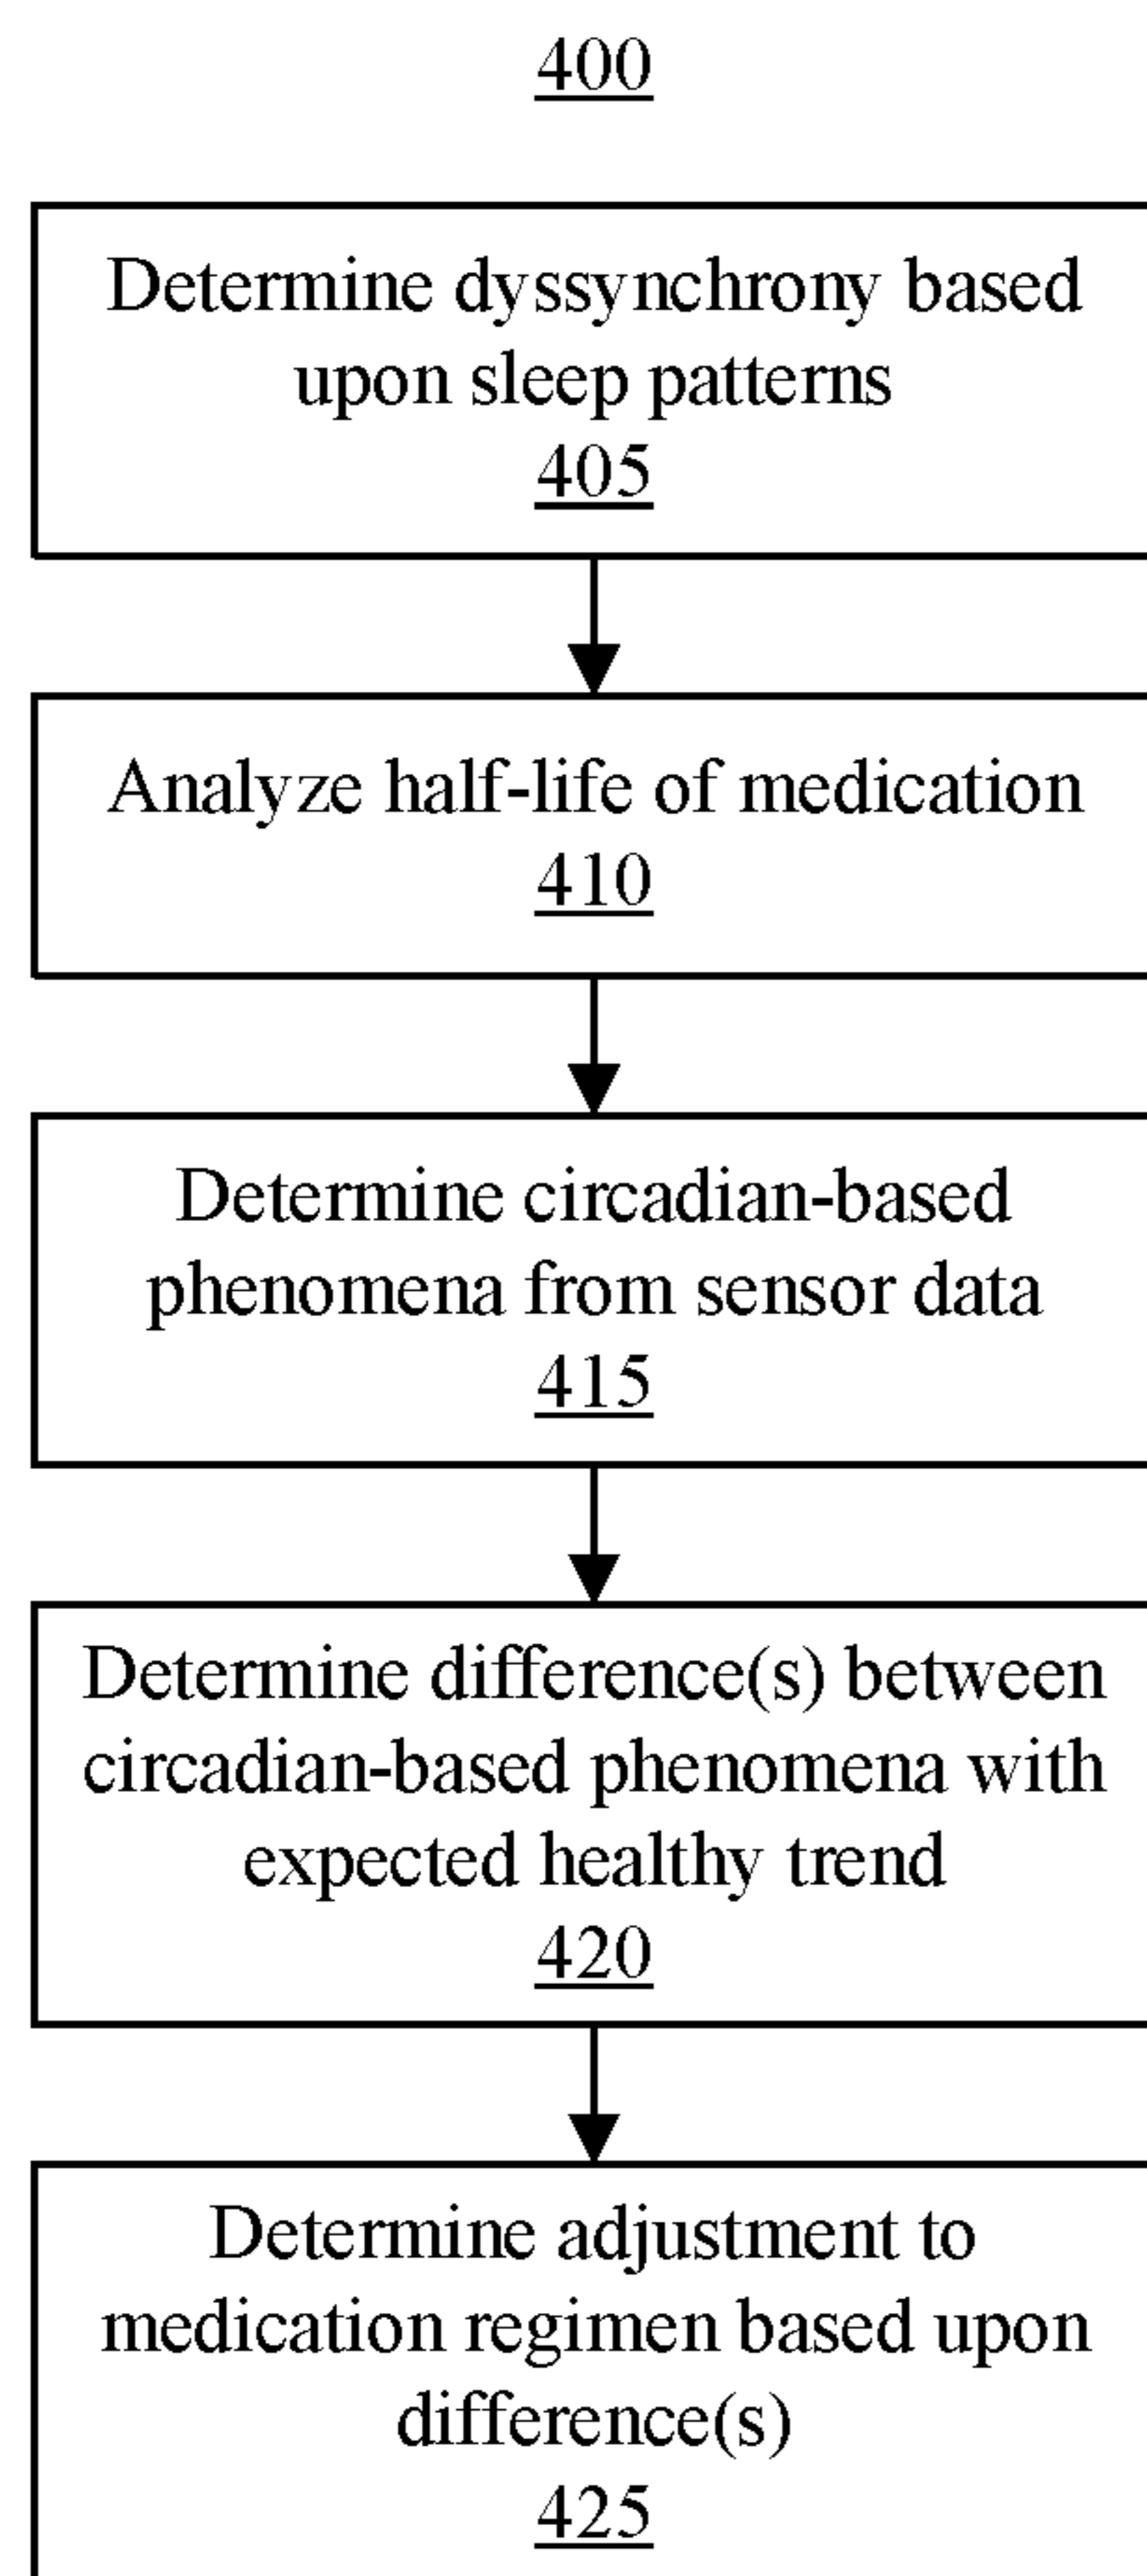 400
Determine dyssynchrony based
upon sleep patterns
405
Analyze half-life of medication
410
Determine circadian-based
phenomena from sensor data
415
Determine difference(s) between
circadian-based phenomena with
expected healthy trend
420
Determine adjustment to
medication regimen based upon
difference(s)
425